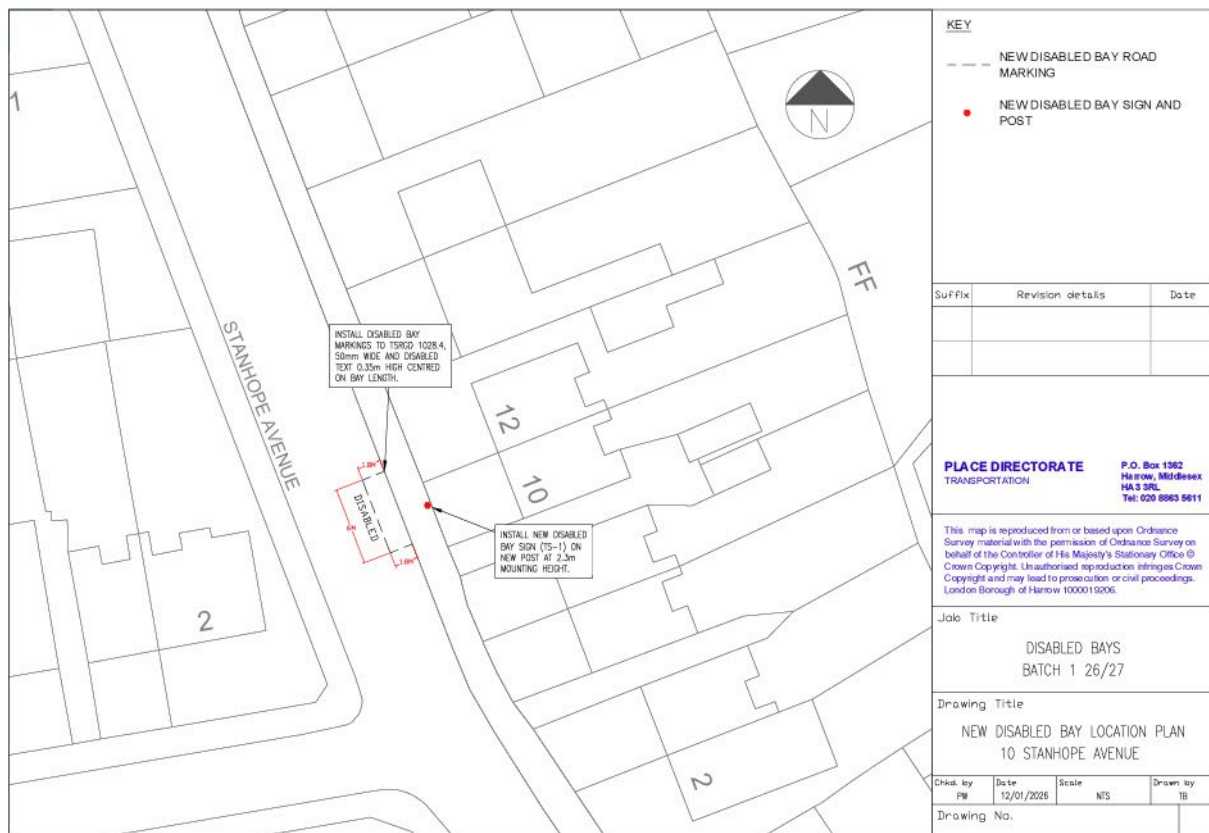 1
STANHOPE AVENUE
2
INSTALL DISABLED BAY
MARKINGS TO TSRGD 1028.4,
50mm WIDE AND DISABLED
TEXT 0.35m HIGH CENTRED
ON BAY LENGTH.
DISABLED
6M
INSTALL NEW DISABLED
BAY SIGN (TS-1) ON
NEW POST AT 2.3m
MOUNTING HEIGHT.
12
10
2
FF
N
KEY
NEW DISABLED BAY ROAD
MARKING
NEW DISABLED BAY SIGN AND
POST
Suffix Revision details Date
PLACE DIRECTORATE
TRANSPORTATION
P.O. Box 1362
Harrow, Middlesex
HA3 3RL
Tel: 020 8863 5611
This map is reproduced from or based upon Ordnance
Survey material with the permission of Ordnance Survey on
behalf of the Controller of His Majesty's Stationary Office ©
Crown Copyright. Unauthorised reproduction infringes Crown
Copyright and may lead to prosecution or civil proceedings.
London Borough of Harrow 1000019206.
Job Title
DISABLED BAYS
BATCH 1 26/27
Drawing Title
NEW DISABLED BAY LOCATION PLAN
10 STANHOPE AVENUE
Chkd. by Date Scale Drawn by
PW 12/01/2026 NTS TB
Drawing No.